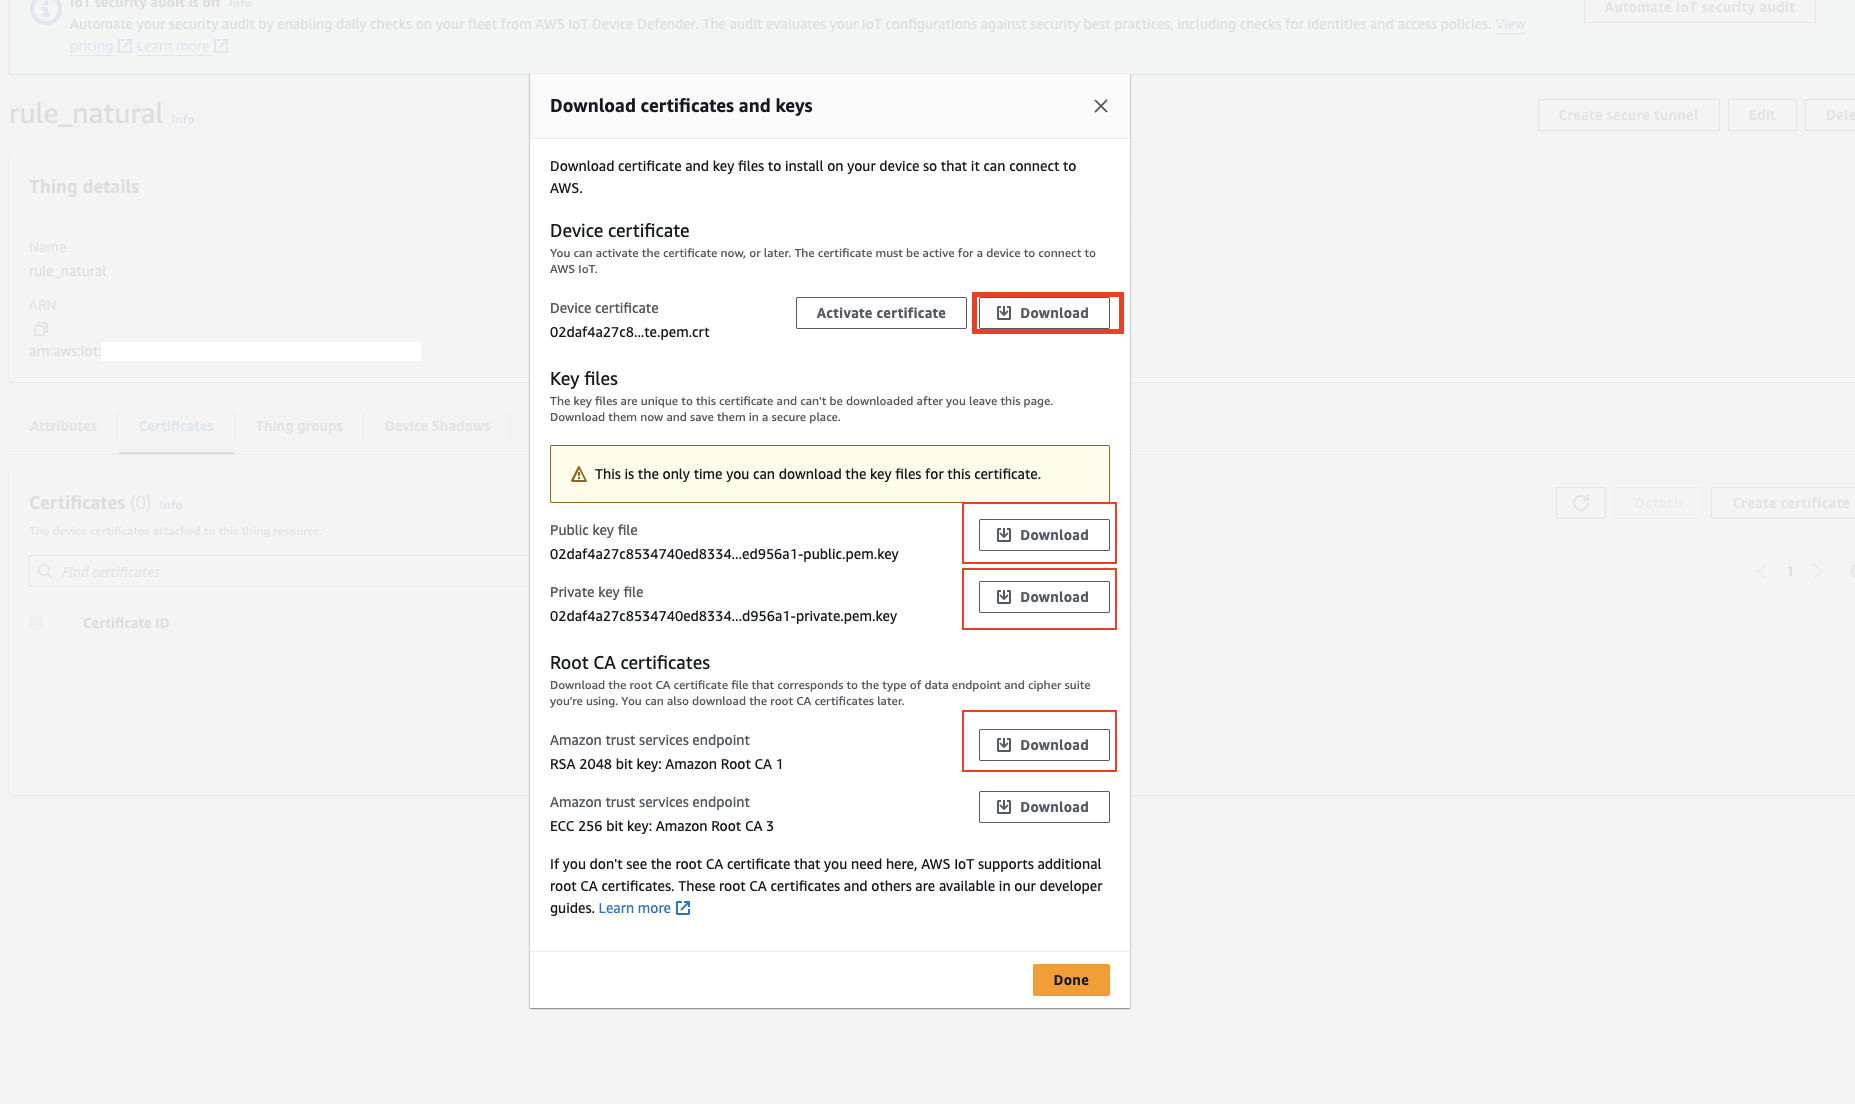 IoT security audit is off Info
Automate your security audit by enabling daily checks on your fleet from AWS IoT Device Defender. The audit evaluates your IoT configurations against security best practices, including checks for identities and access policies. View
pricing Learn more
Automate IoT security audit
rule_natural Info
Create secure tunnel
Edit
Dele
Thing details
Name
rule_natural
ARN
arn:aws:iot:
Attributes
Certificates
Thing groups
Device Shadows
Certificates (0) Info
The device certificates attached to this thing resource.
Detach
Create certificate
Find certificates
1
Certificate ID
Download certificates and keys
Download certificate and key files to install on your device so that it can connect to
AWS.
Device certificate
You can activate the certificate now, or later. The certificate must be active for a device to connect to
AWS IoT.
Device certificate
02daf4a27c8...te.pem.crt
Activate certificate
Download
Key files
The key files are unique to this certificate and can't be downloaded after you leave this page.
Download them now and save them in a secure place.
This is the only time you can download the key files for this certificate.
Public key file
02daf4a27c8534740ed8334...ed956a1-public.pem.key
Download
Private key file
02daf4a27c8534740ed8334...d956a1-private.pem.key
Download
Root CA certificates
Download the root CA certificate file that corresponds to the type of data endpoint and cipher suite
you're using. You can also download the root CA certificates later.
Amazon trust services endpoint
RSA 2048 bit key: Amazon Root CA 1
Download
Amazon trust services endpoint
ECC 256 bit key: Amazon Root CA 3
Download
If you don't see the root CA certificate that you need here, AWS IoT supports additional
root CA certificates. These root CA certificates and others are available in our developer
guides. Learn more
Done